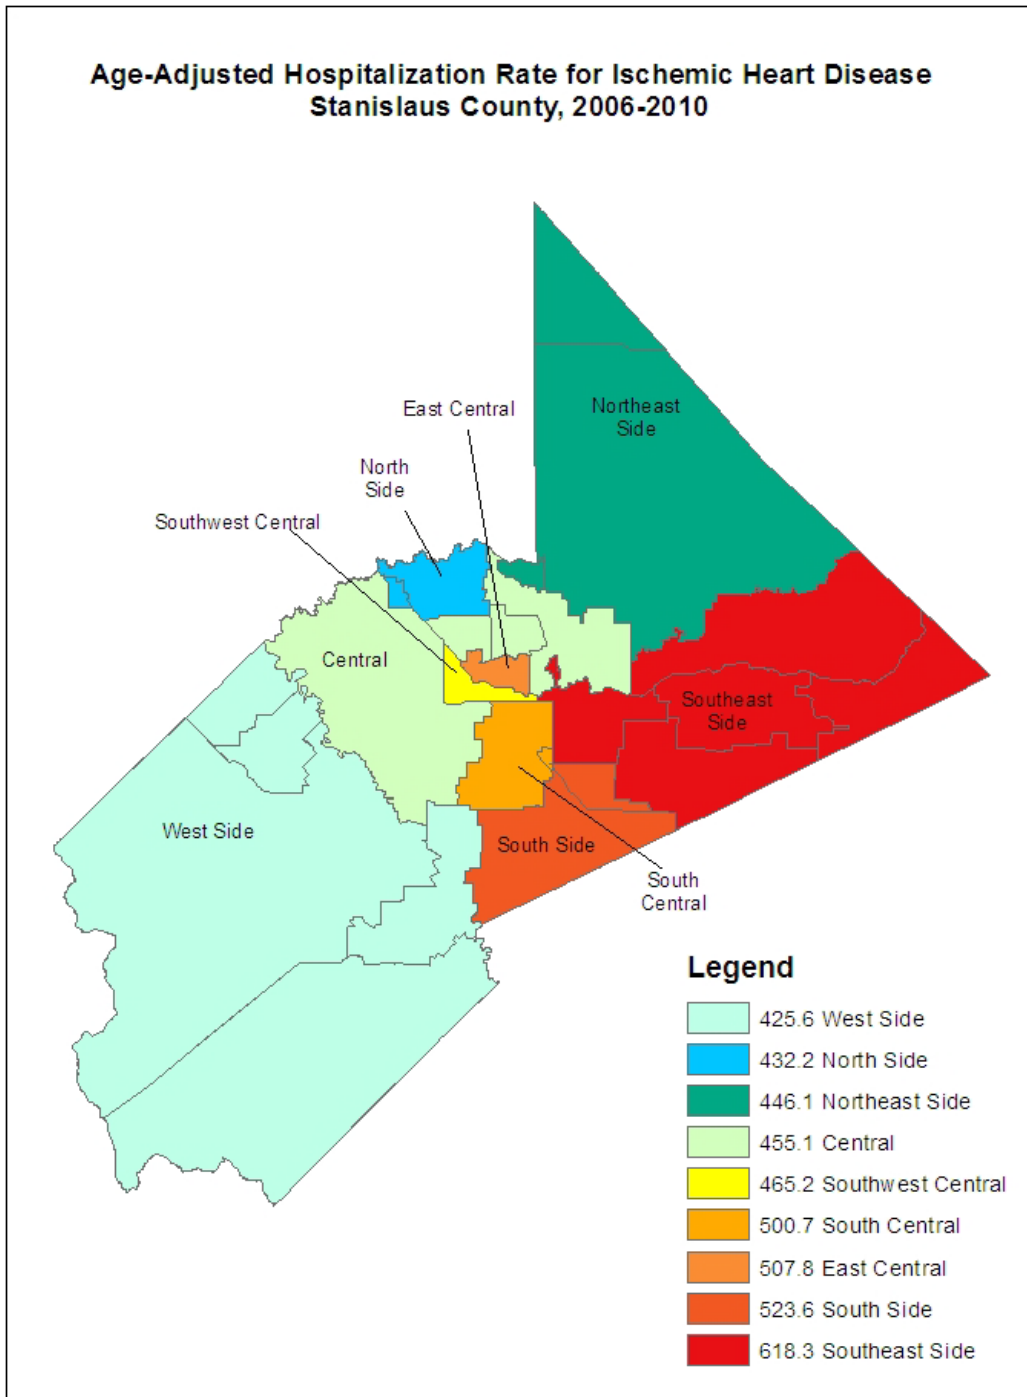 Age-Adjusted Hospitalization Rate for Ischemic Heart Disease
Stanislaus County, 2006-2010
East Central
Northeast
Side
North
Side
Southwest Central
Central
Southeast
Side
West Side
South Side
South
Central
Legend
425.6 West Side
432.2 North Side
446.1 Northeast Side
455.1 Central
465.2 Southwest Central
500.7 South Central
507.8 East Central
523.6 South Side
618.3 Southeast Side